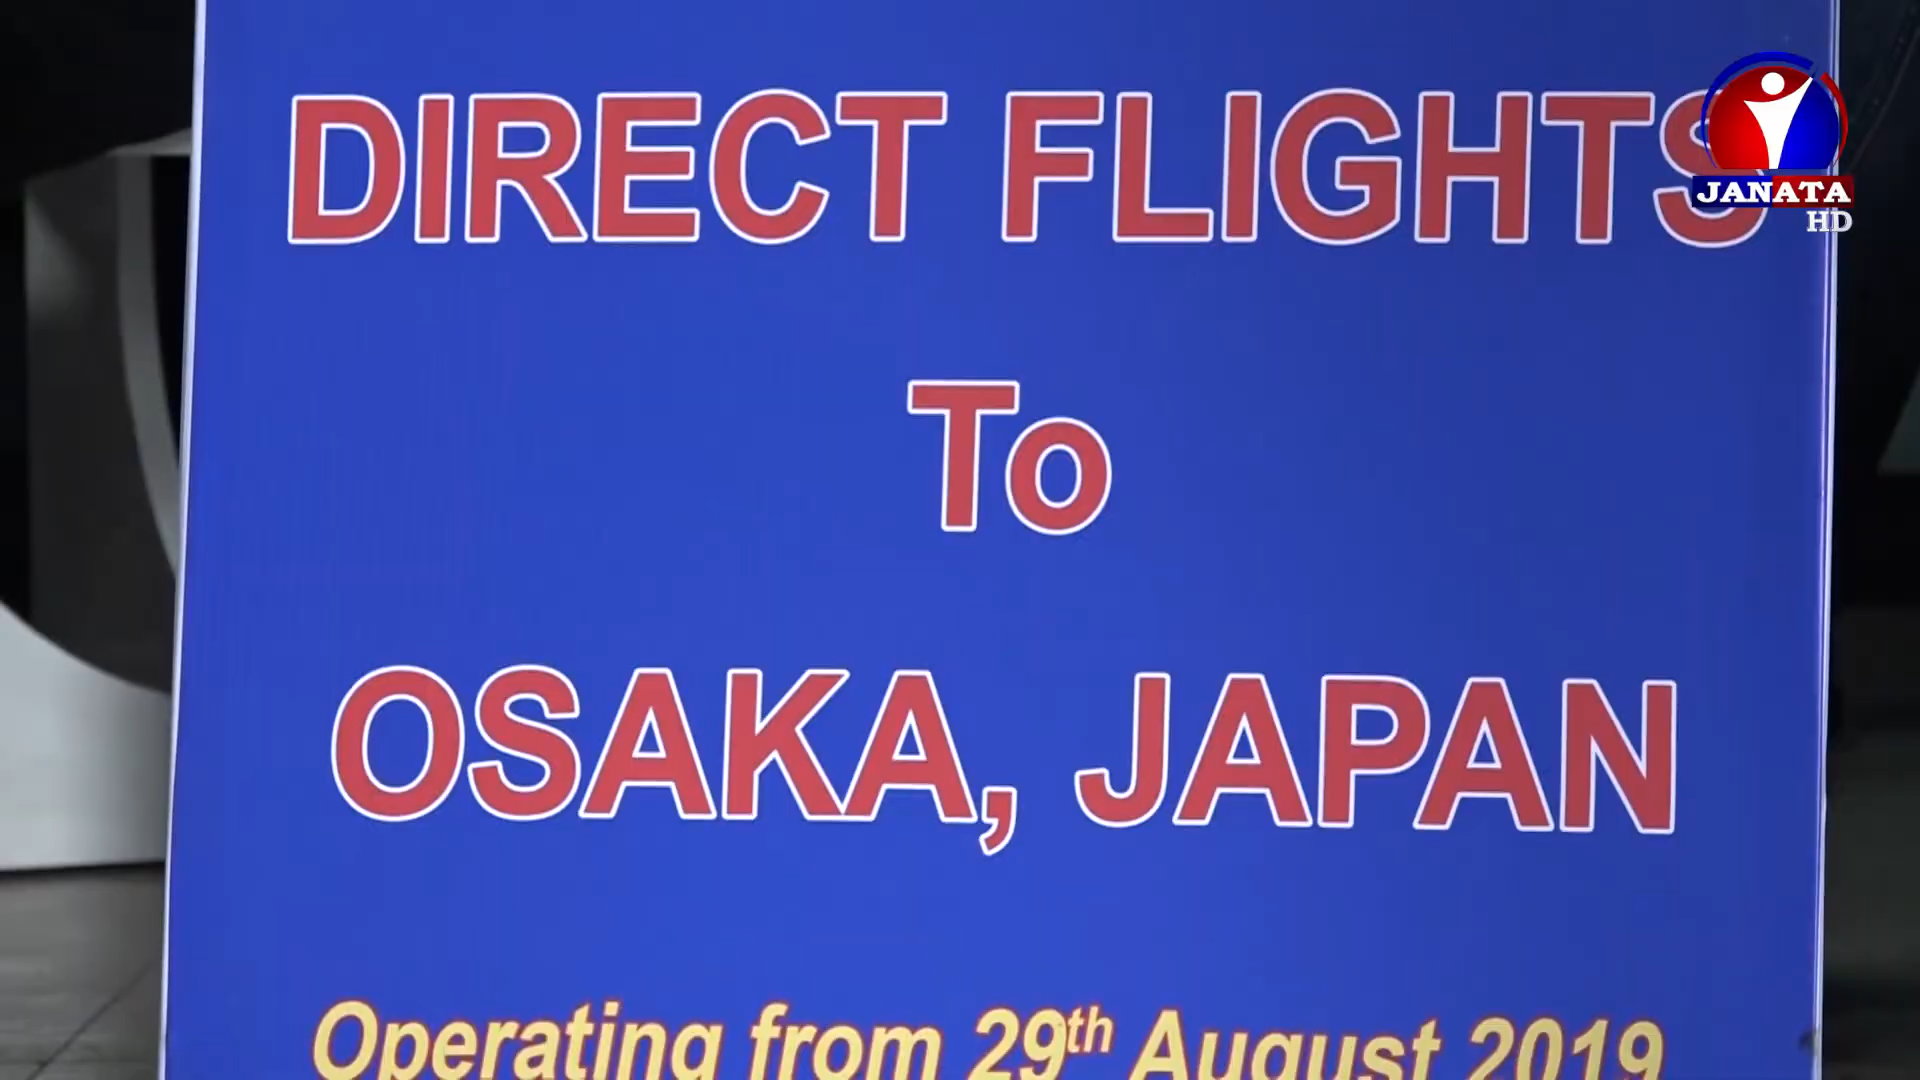 DIRECT FLIGHTS
To
OSAKA, JAPAN
Operating from 29th August 2019
JANATA
HD